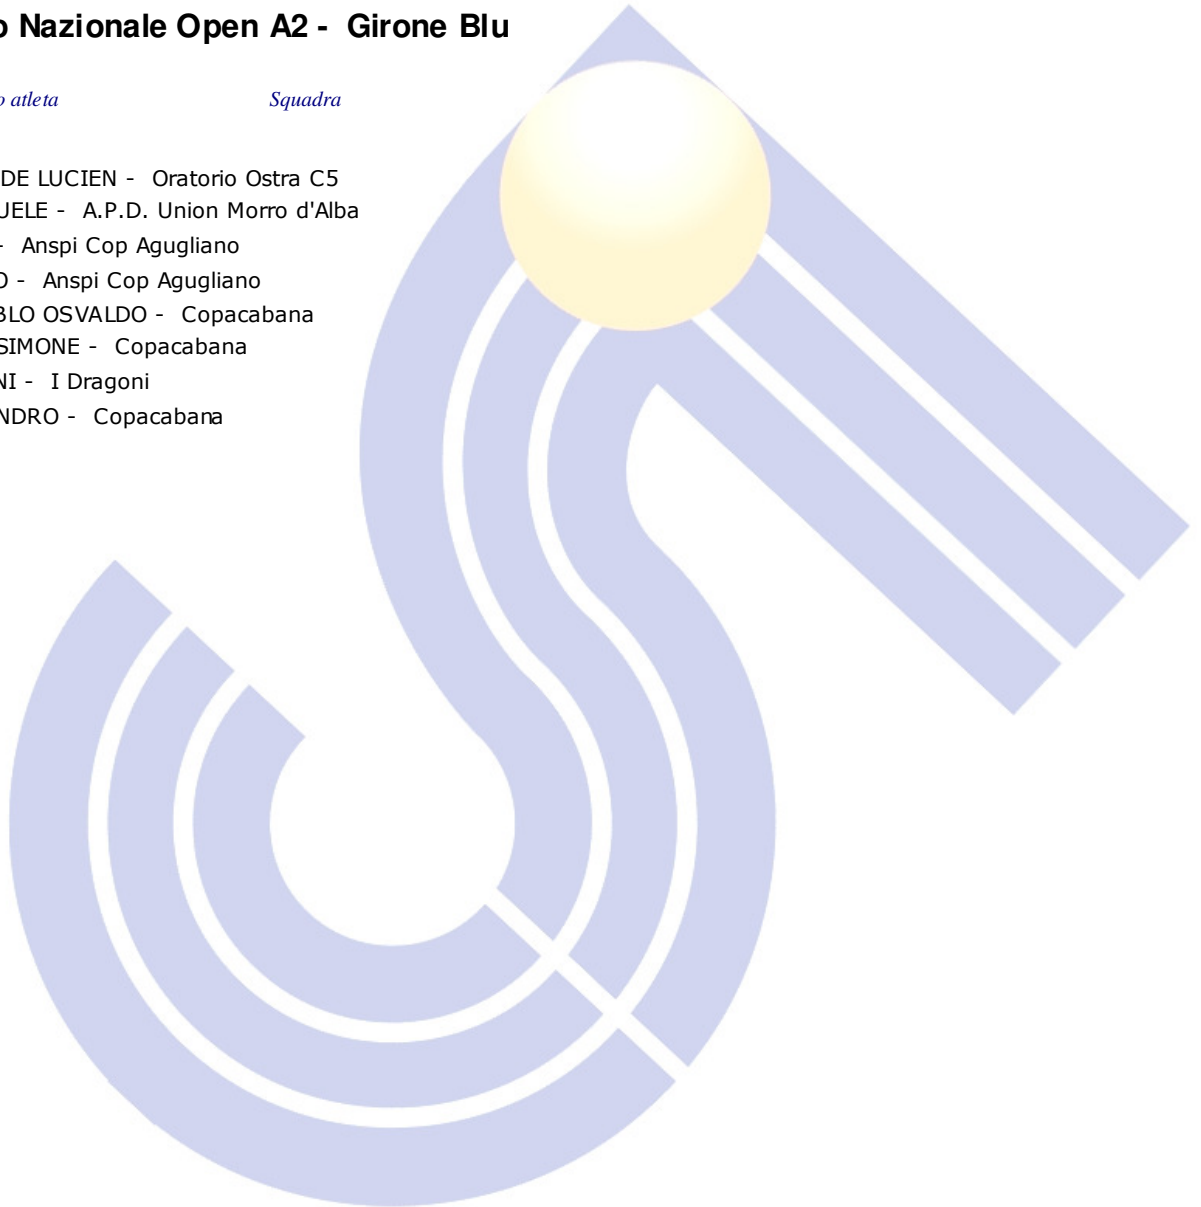 o Nazionale Open A2 - Girone Blu
o atleta Squadra
DE LUCIEN - Oratorio Ostra C5
UELE - A.P.D. Union Morro d'Alba
- Anspi Cop Agugliano
O - Anspi Cop Agugliano
BLO OSVALDO - Copacabana
SIMONE - Copacabana
NI - I Dragoni
NDRO - Copacabana